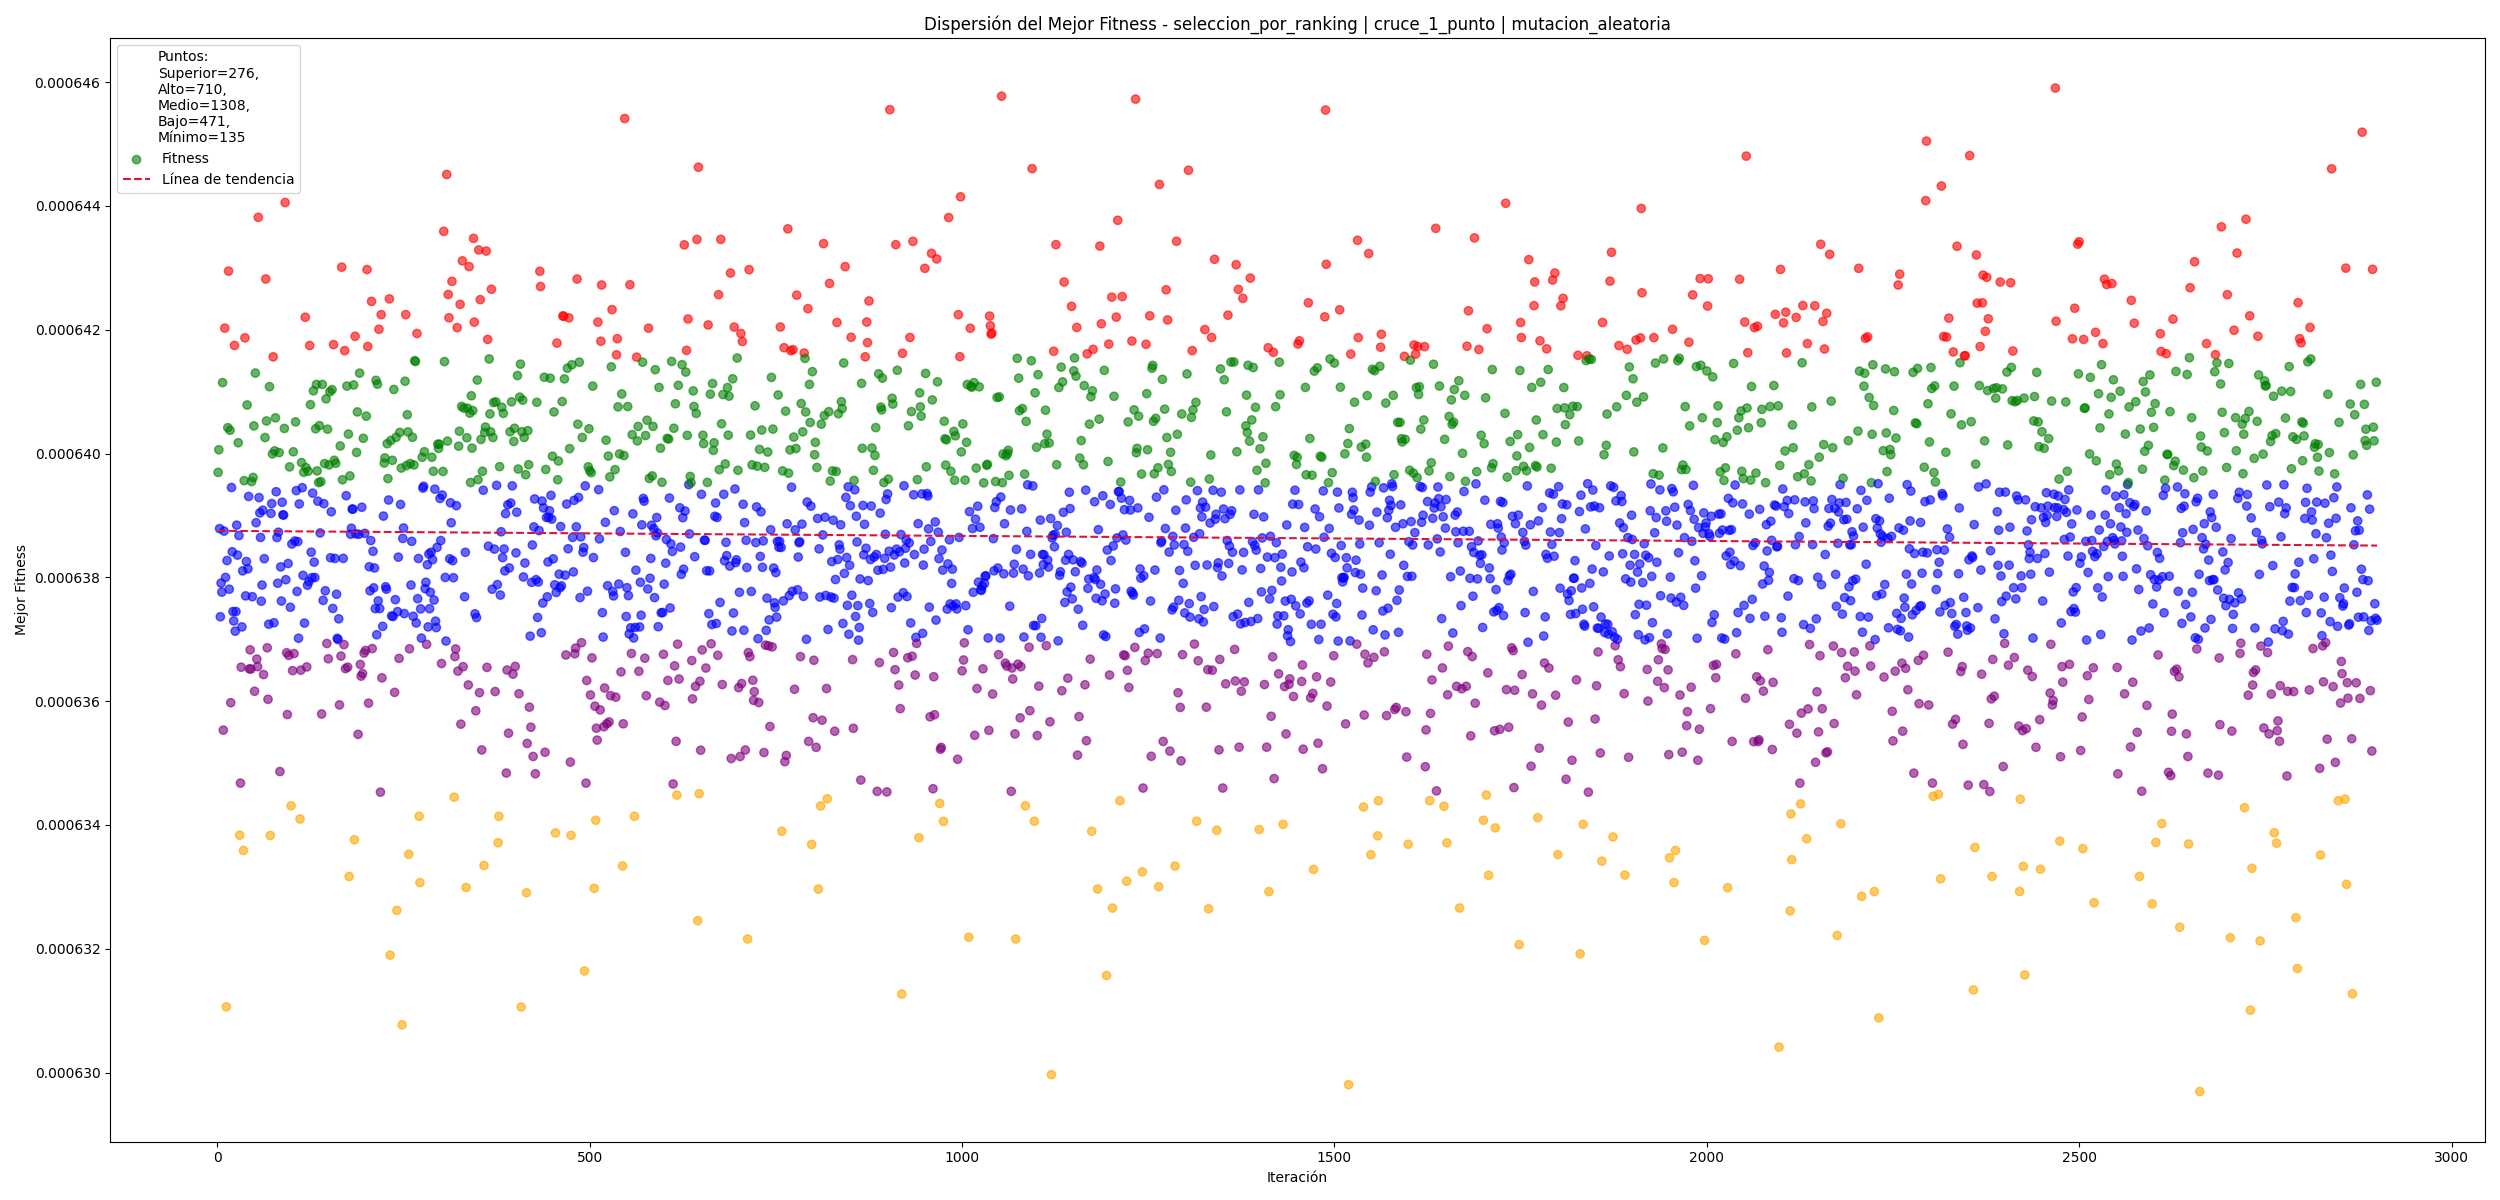 Dispersión del Mejor Fitness - seleccion_por_ranking | cruce_1_punto | mutacion_aleatoria
Puntos:
Superior=276,
Alto=710,
Medio=1308,
Bajo=471,
Mínimo=135
Fitness
Línea de tendencia
Mejor Fitness
0.000646
0.000644
0.000642
0.000640
0.000638
0.000636
0.000634
0.000632
0.000630
0
500
1000
1500
2000
2500
3000
Iteración